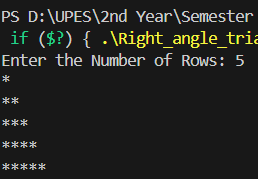 PS D:\UPES\2nd Year\Semester
if ($?) { .\Right_angle_tria
Enter the Number of Rows: 5
*
**
***
****
*****